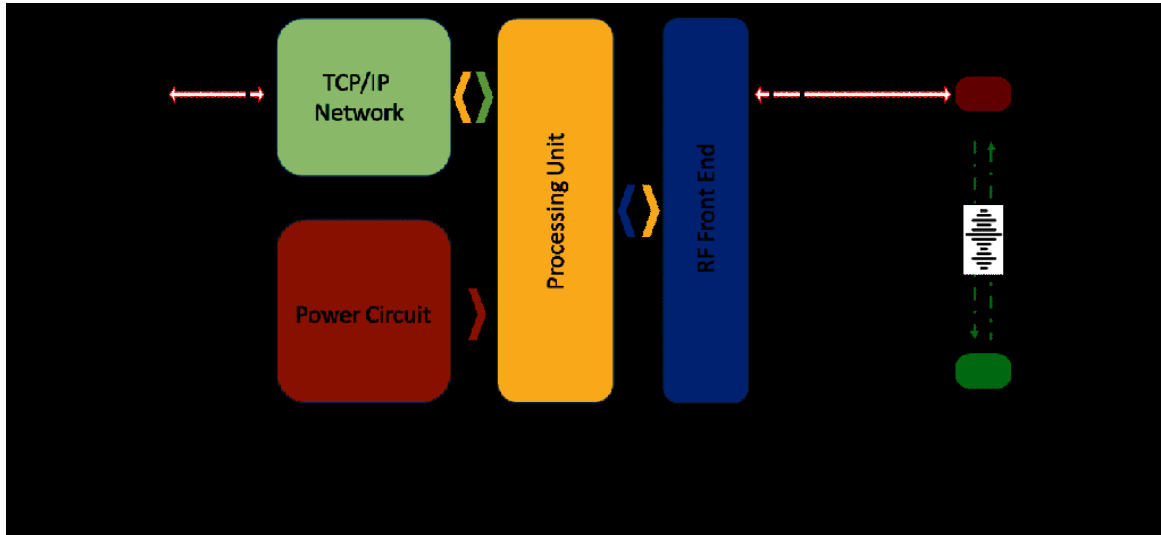 TCP/IP
Network
Processing Unit
RF Front End
Power Circuit